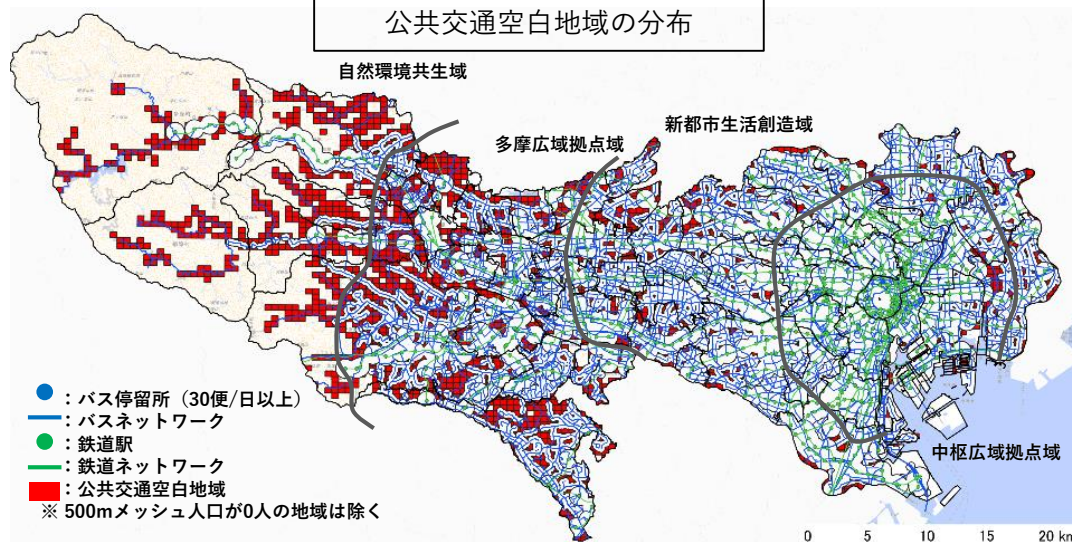 公共交通空白地域の分布
自然環境共生域
多摩広域拠点域
新都市生活創造域
中枢広域拠点域
：バス停留所（30便/日以上）
：バスネットワーク
：鉄道駅
：鉄道ネットワーク
：公共交通空白地域
※ 500mメッシュ人口が0人の地域は除く
0 5 10 15 20 km